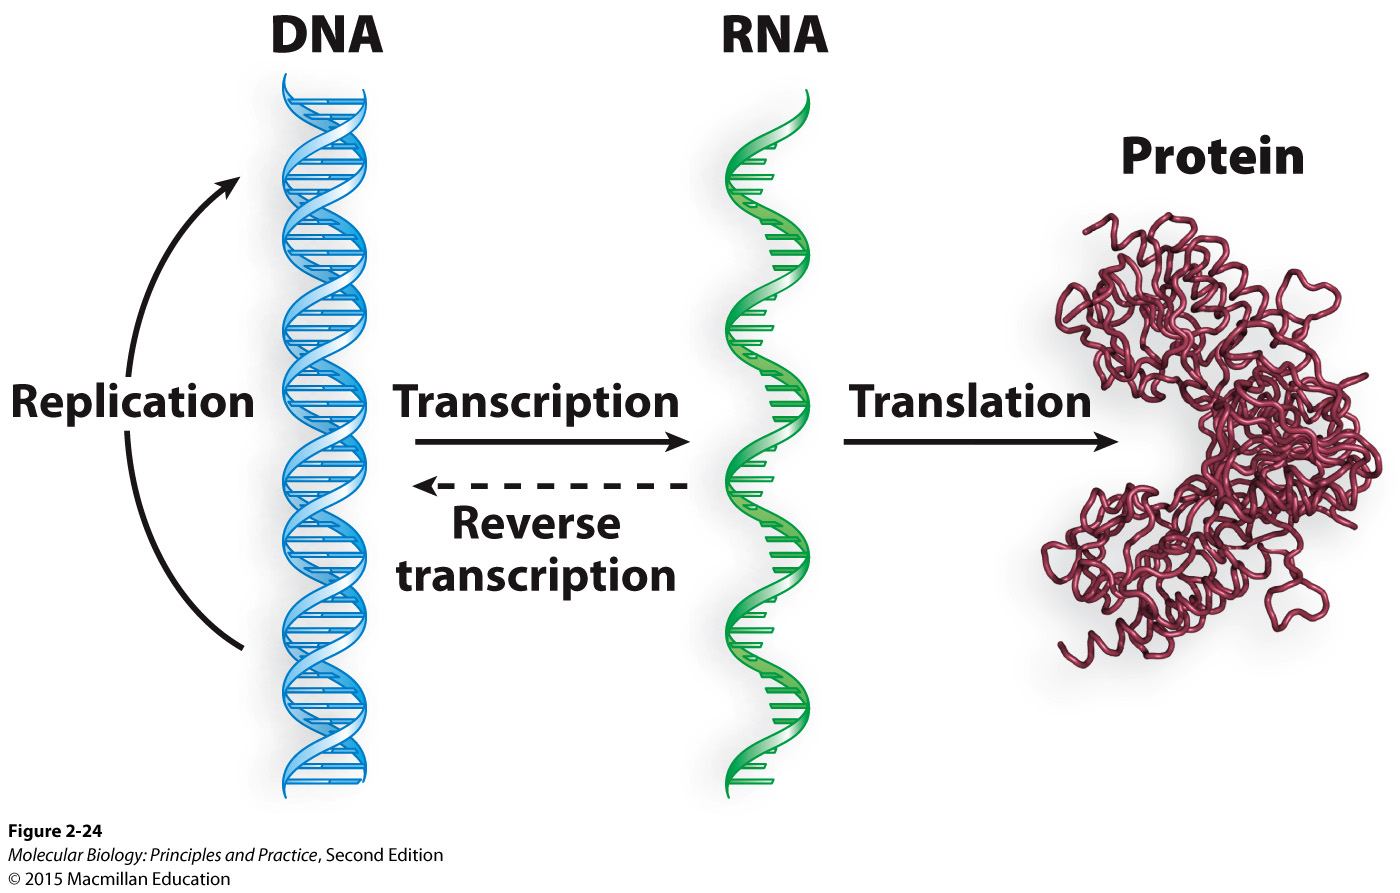 DNA
RNA
Protein
Replication
Transcription
Translation
Reverse
transcription
Figure 2-24
Molecular Biology: Principles and Practice, Second Edition
© 2015 Macmillan Education